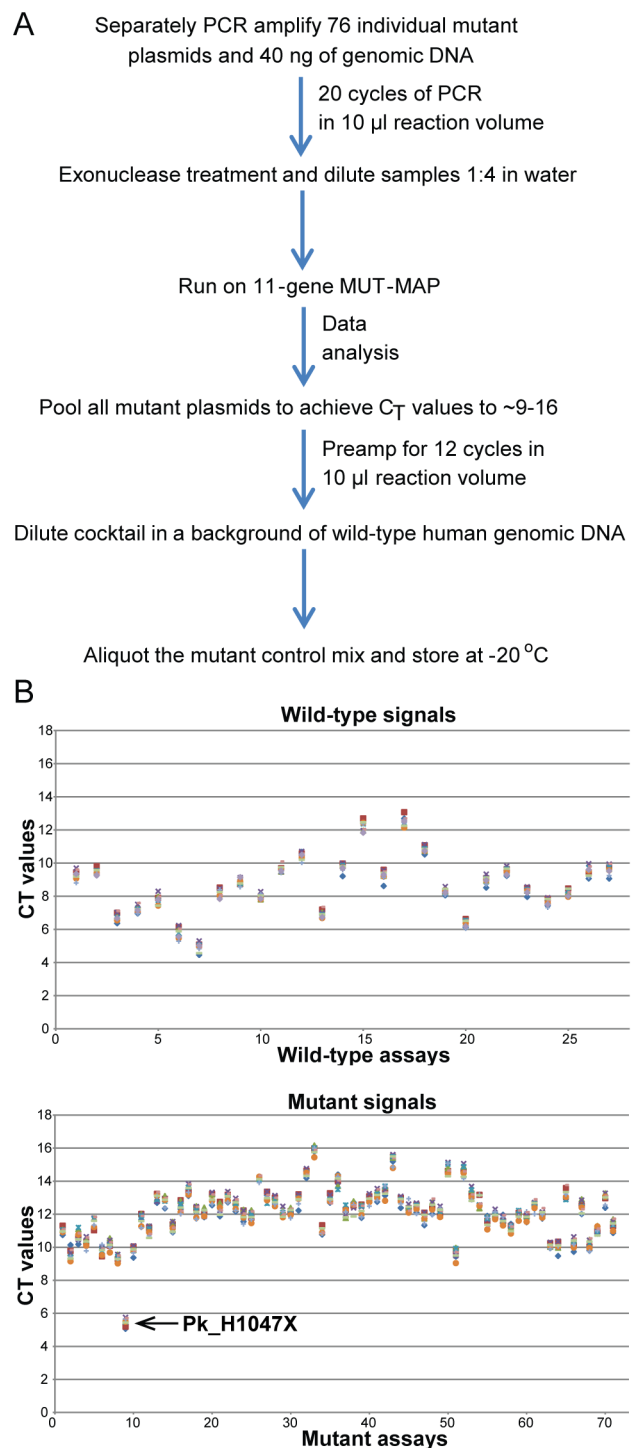 A
Separately PCR amplify 76 individual mutant
plasmids and 40 ng of genomic DNA
20 cycles of PCR
in 10 µl reaction volume
Exonuclease treatment and dilute samples 1:4 in water
Run on 11-gene MUT-MAP
Data
analysis
Pool all mutant plasmids to achieve CT values to ~9-16
Preamp for 12 cycles in
10 µl reaction volume
Dilute cocktail in a background of wild-type human genomic DNA
Aliquot the mutant control mix and store at -20 °C
B
Wild-type signals
CT values
18
16
14
12
10
8
6
4
2
0
0 5 10 15 20 25
Wild-type assays
Mutant signals
CT values
18
16
14
12
10
8
6
4
2
0
Pk_H1047X
0 10 20 30 40 50 60 70
Mutant assays